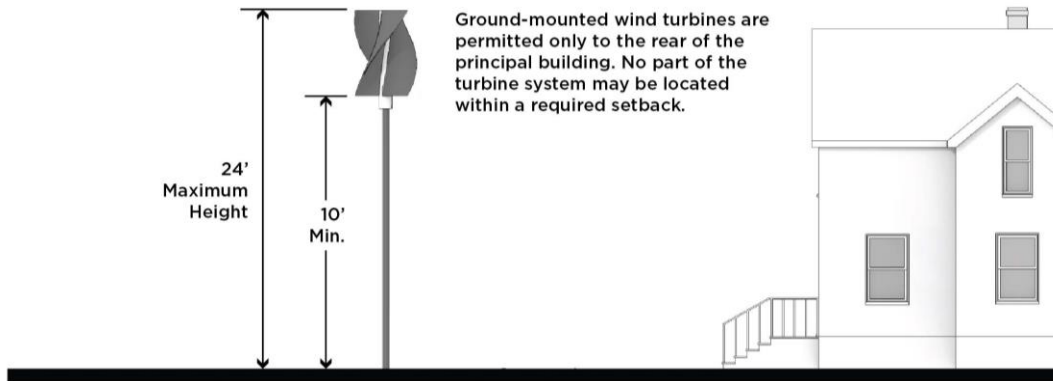 Ground-mounted wind turbines are
permitted only to the rear of the
principal building. No part of the
turbine system may be located
within a required setback.
24’
Maximum
Height
10’
Min.